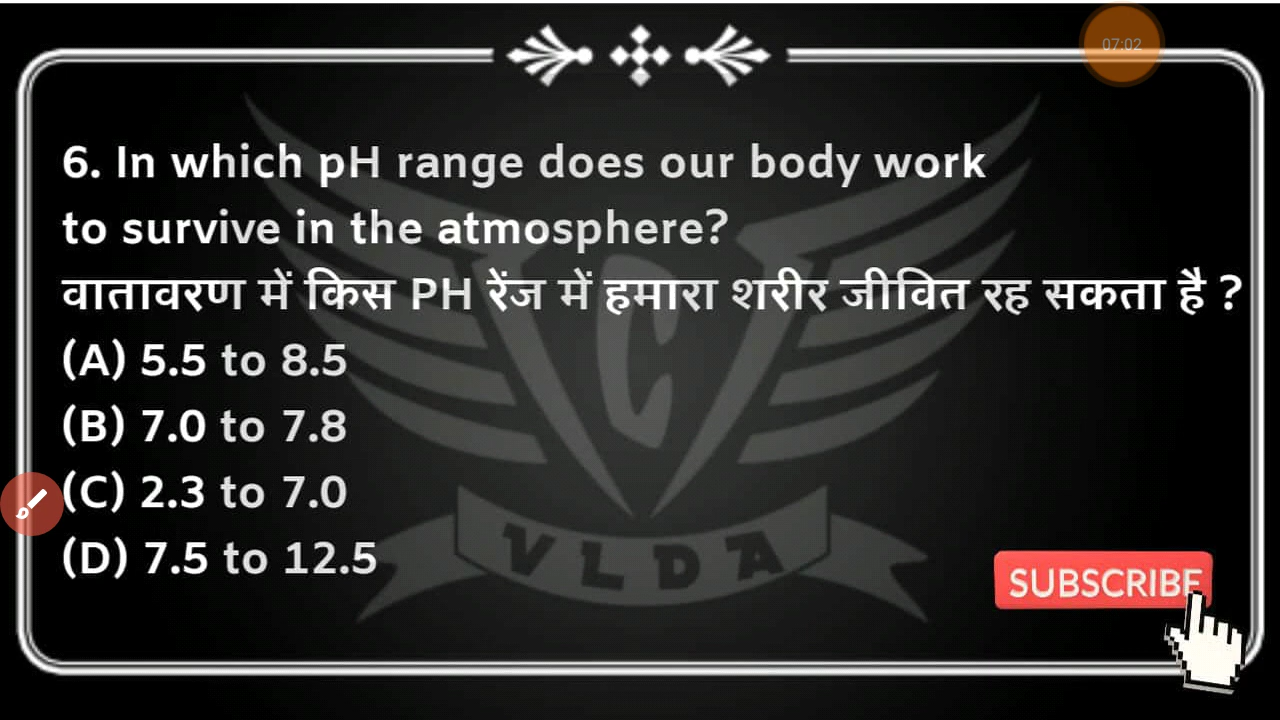 07:02
6. In which pH range does our body work
to survive in the atmosphere?
वातावरण में किस PH रेंज में हमारा शरीर जीवित रह सकता है ?
(A) 5.5 to 8.5
(B) 7.0 to 7.8
(C) 2.3 to 7.0
(D) 7.5 to 12.5
C
VLDA
SUBSCRIBE